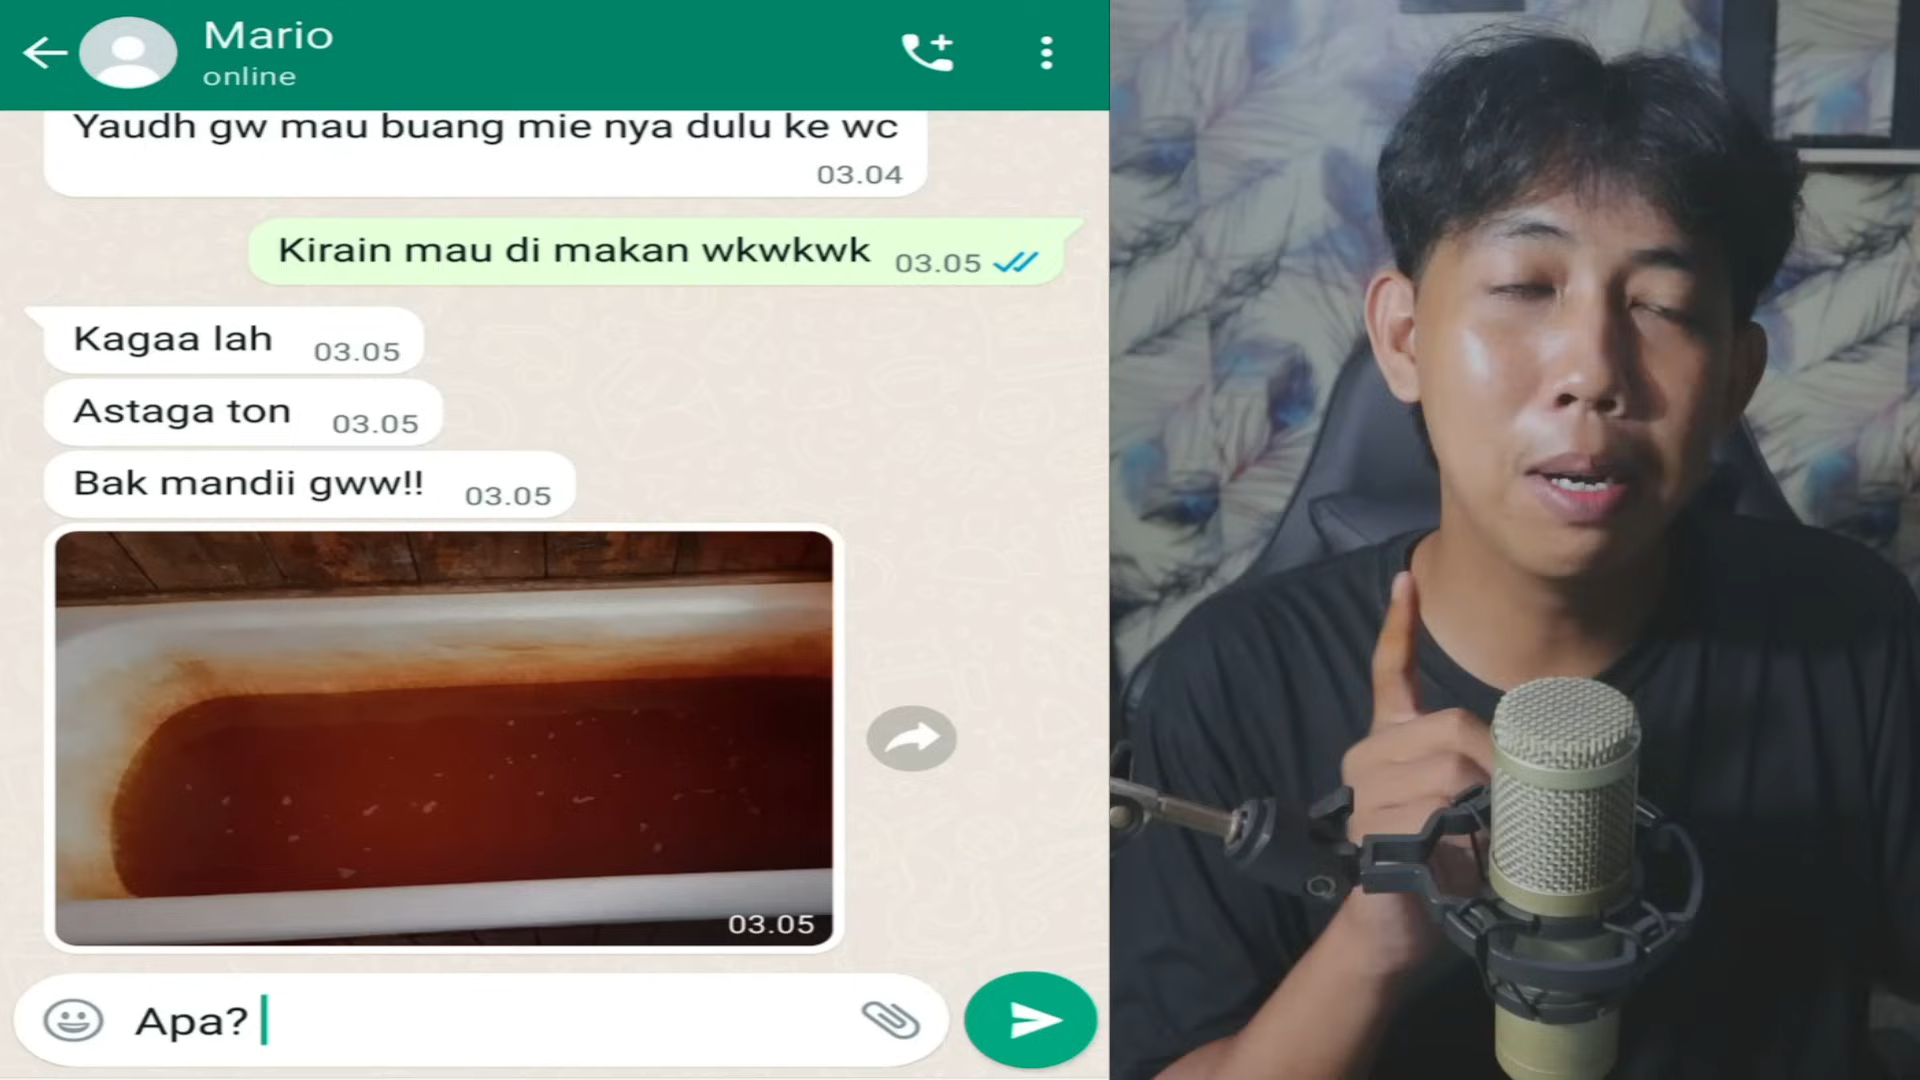 Mario
online
Yaudh gw mau buang mie nya dulu ke wc
03.04
Kirain mau di makan wkwkwk 03.05
Kagaa lah 03.05
Astaga ton 03.05
Bak mandii gww!! 03.05
03.05
Apa?